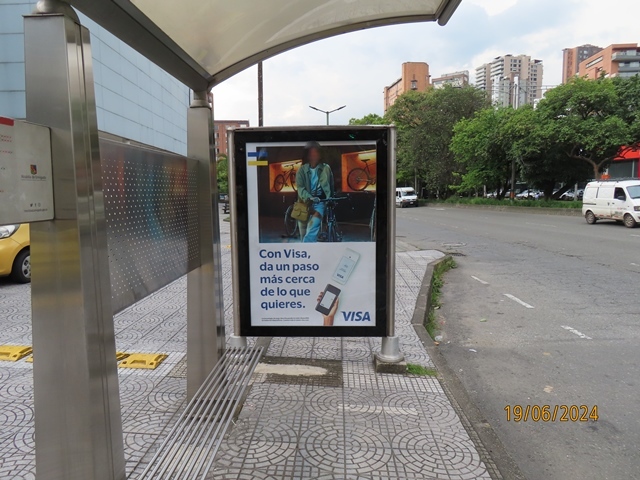 Con Visa,
da un paso
más cerca
de lo que
quieres.
VISA
19/06/2024